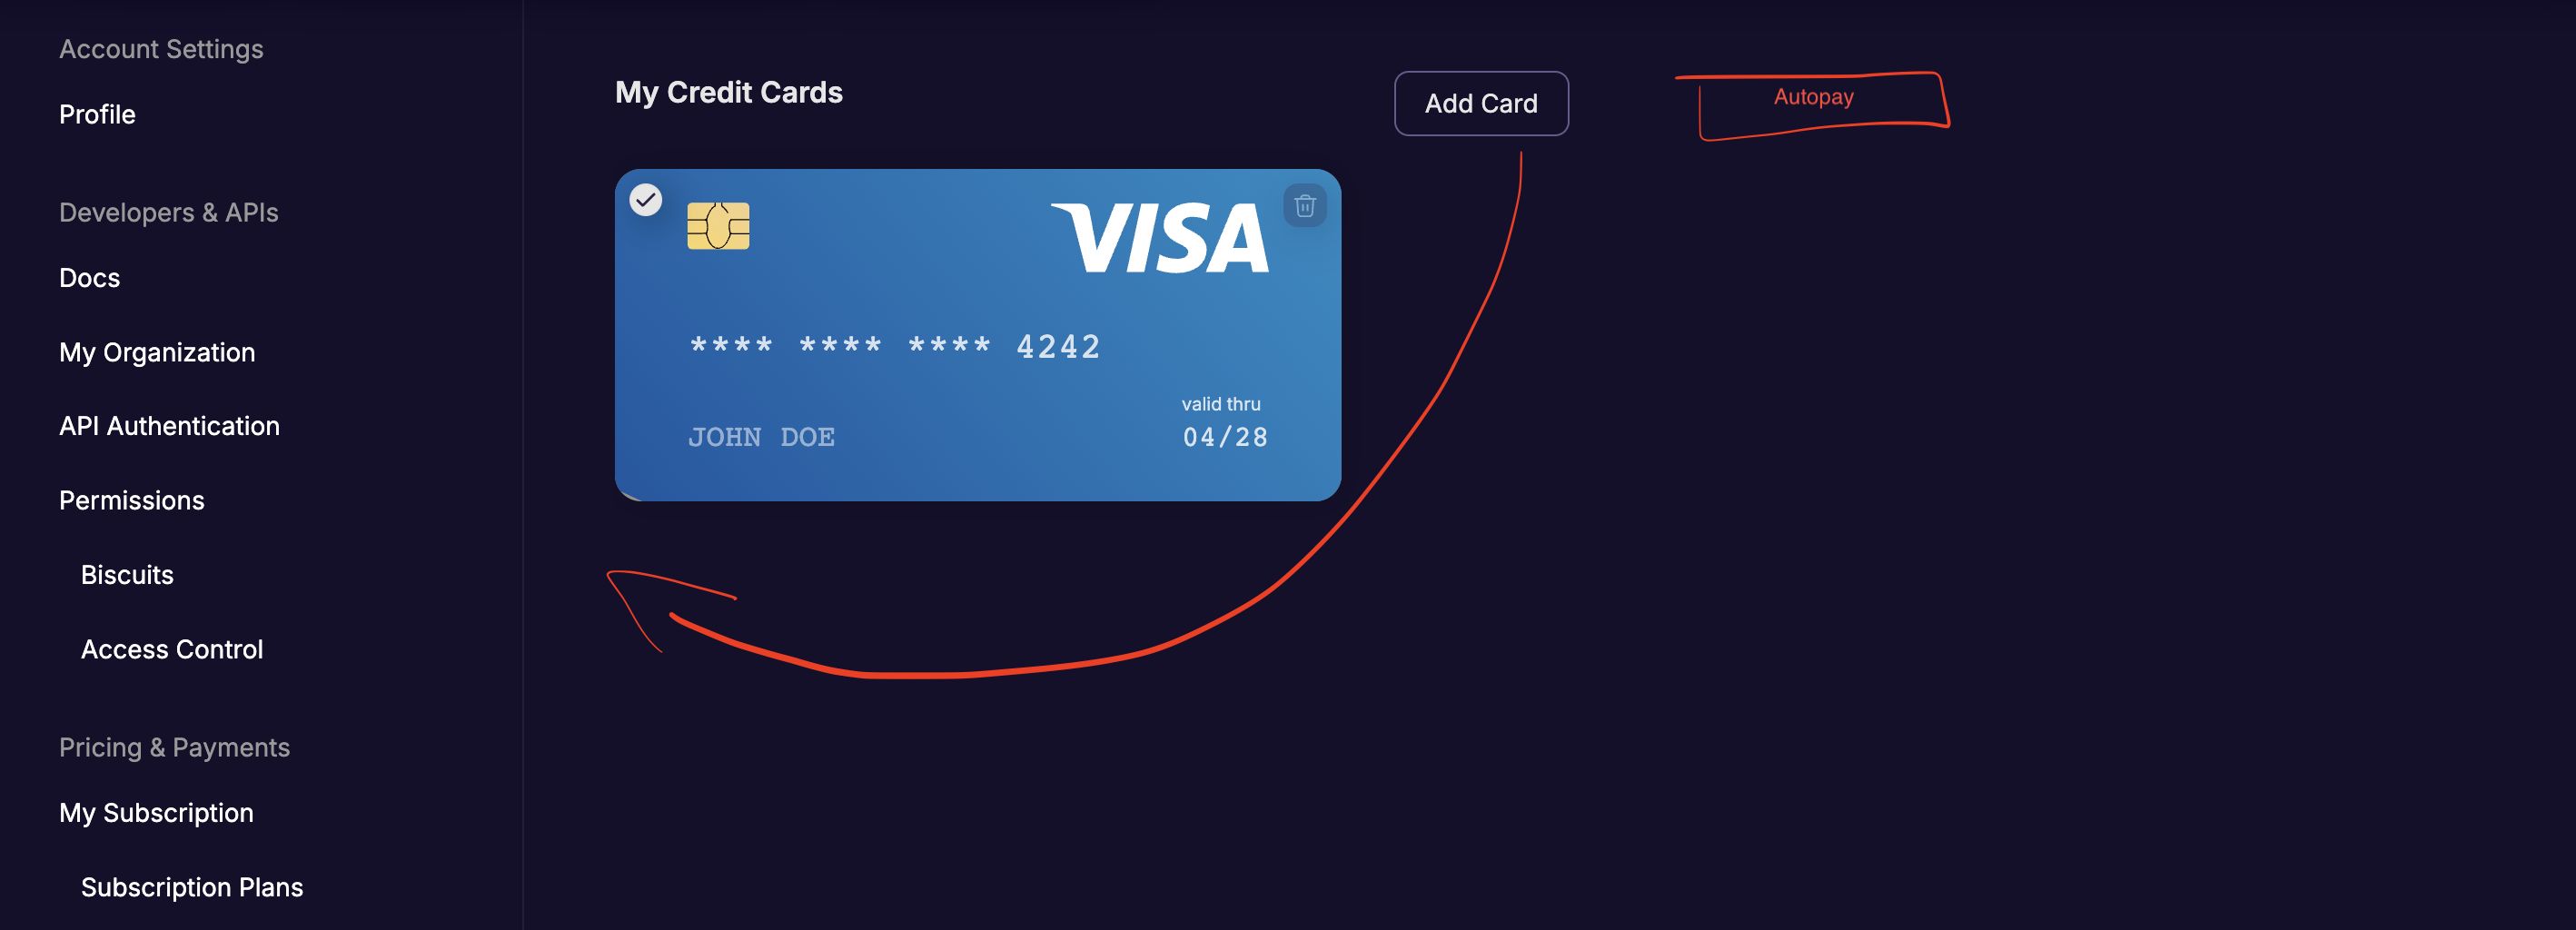 Account Settings
Profile
Developers & APIs
Docs
My Organization
API Authentication
Permissions
Biscuits
Access Control
Pricing & Payments
My Subscription
Subscription Plans
My Credit Cards
Add Card
Autopay
VISA
**** **** **** 4242
valid thru
JOHN DOE 04/28